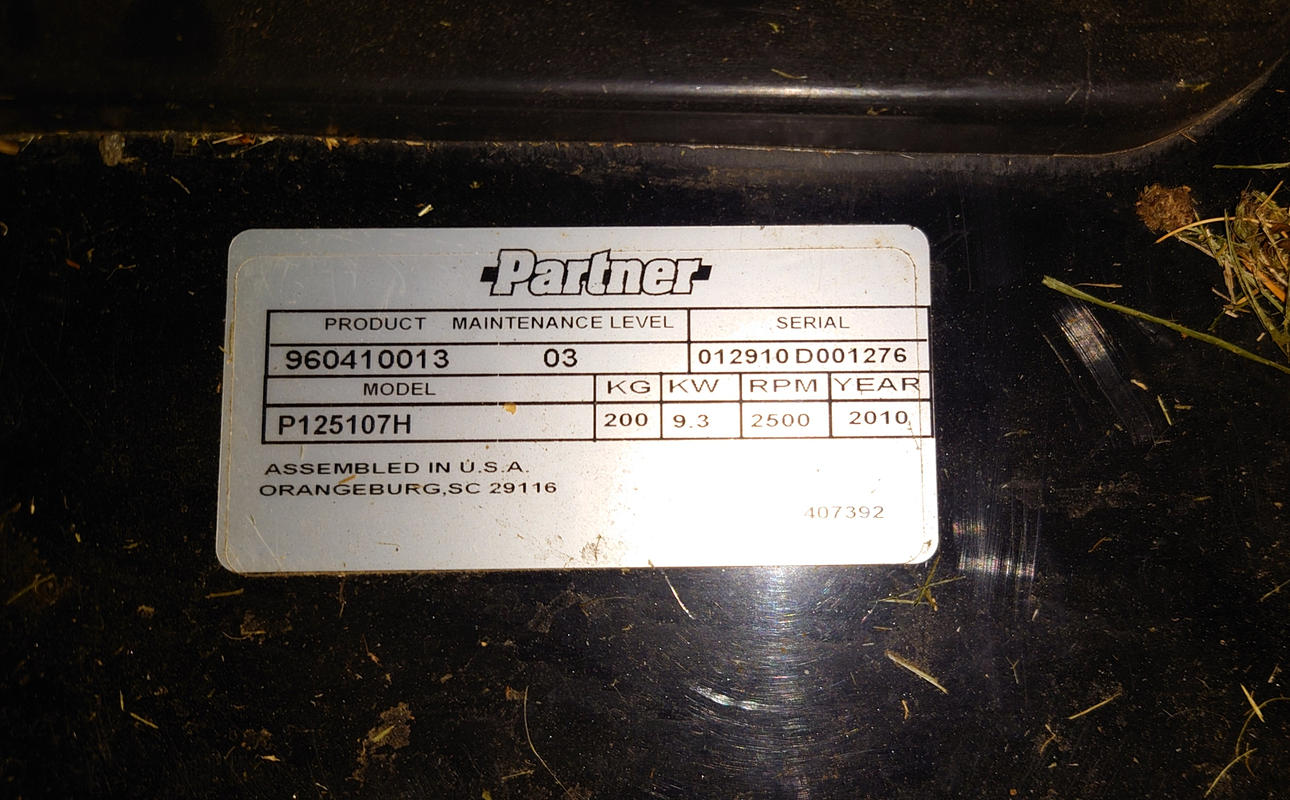 Partner
PRODUCT MAINTENANCE LEVEL SERIAL
960410013 03 012910D001276
MODEL KG KW RPM YEAR
P125107H 200 9.3 2500 2010
ASSEMBLED IN U.S.A.
ORANGEBURG,SC 29116
407392